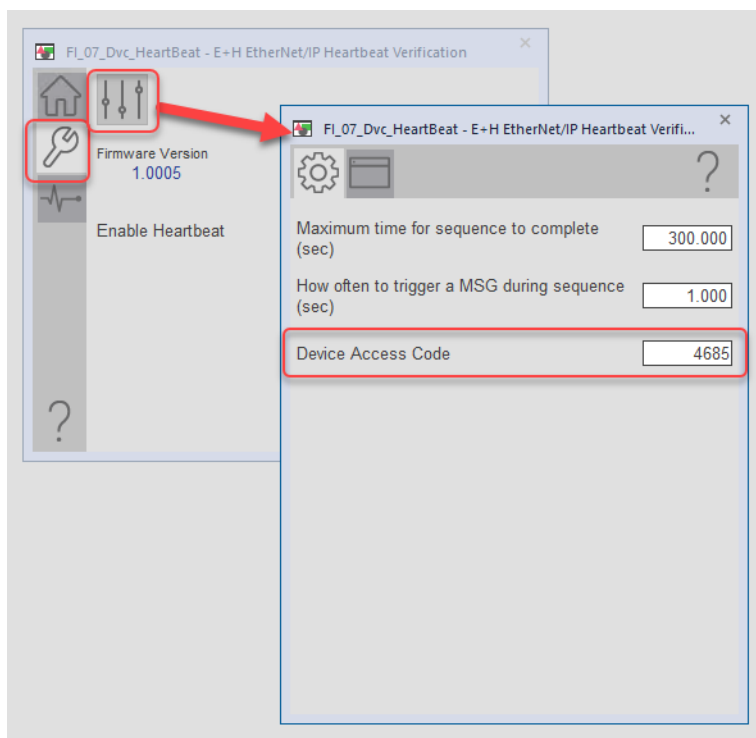 FI_07_Dvc_HeartBeat - E+H EtherNet/IP Heartbeat Verification
Firmware Version
1.0005
Enable Heartbeat
?
FI_07_Dvc_HeartBeat - E+H EtherNet/IP Heartbeat Verifi...
?
Maximum time for sequence to complete
(sec)
300.000
How often to trigger a MSG during sequence
(sec)
1.000
Device Access Code
4685